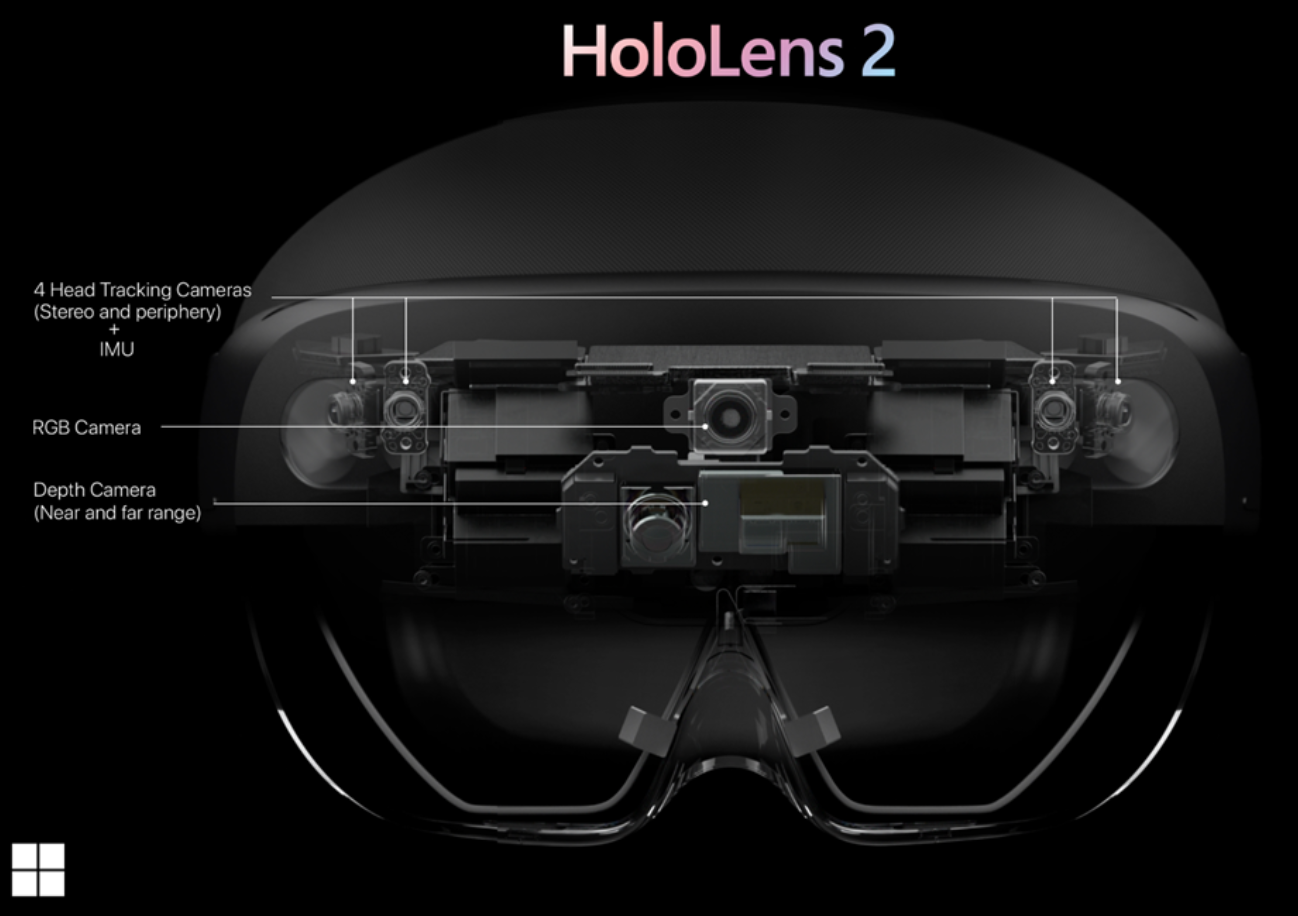 HoloLens 2
4 Head Tracking Cameras
(Stereo and periphery)
+
IMU
RGB Camera
Depth Camera
(Near and far range)